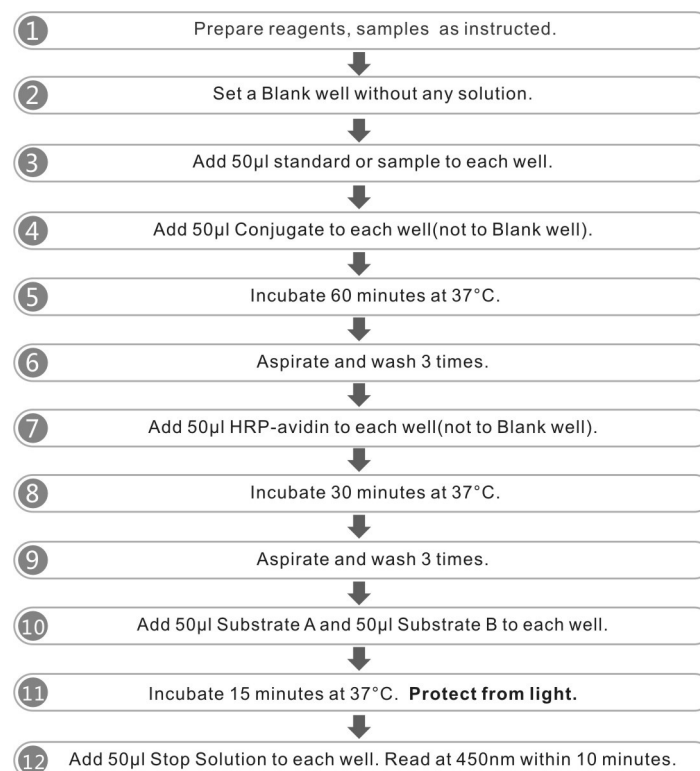 1 Prepare reagents, samples as instructed.
2 Set a Blank well without any solution.
3 Add 50μl standard or sample to each well.
4 Add 50μl Conjugate to each well(not to Blank well).
5 Incubate 60 minutes at 37°C.
6 Aspirate and wash 3 times.
7 Add 50μl HRP-avidin to each well(not to Blank well).
8 Incubate 30 minutes at 37°C.
9 Aspirate and wash 3 times.
10 Add 50μl Substrate A and 50μl Substrate B to each well.
11 Incubate 15 minutes at 37°C. Protect from light.
12 Add 50μl Stop Solution to each well. Read at 450nm within 10 minutes.